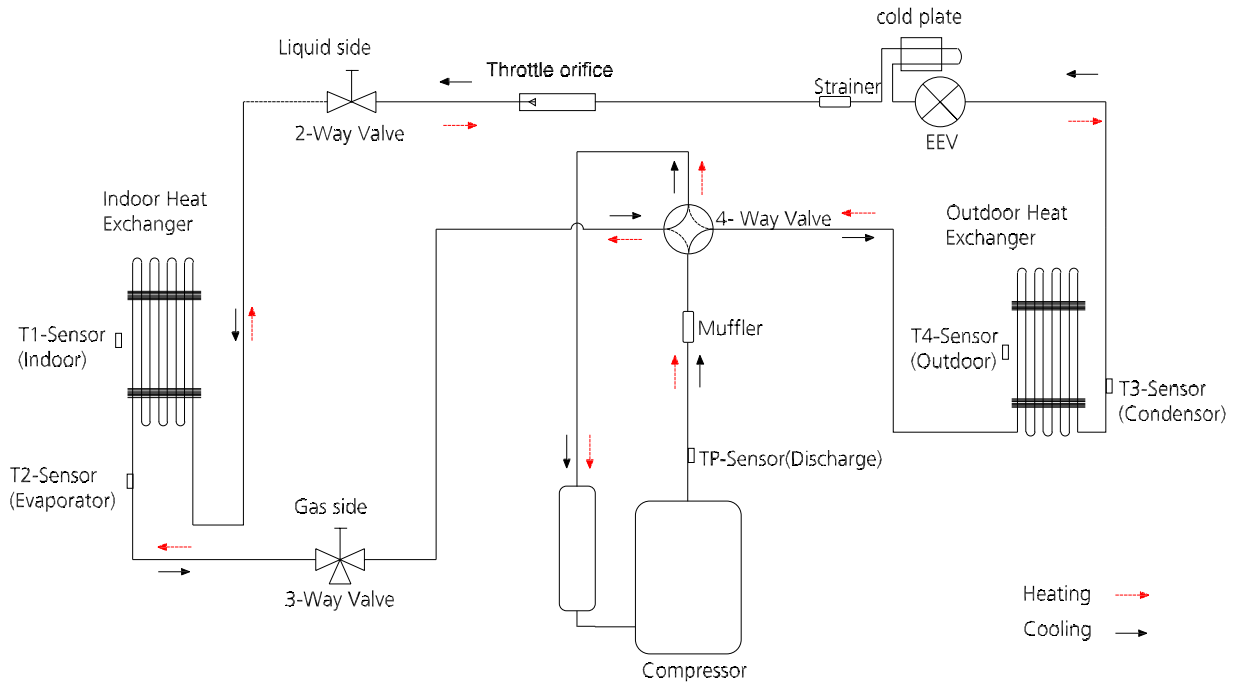 cold plate
Liquid side
Throttle orifice
Strainer
2-Way Valve
EEV
Indoor Heat
Exchanger
4- Way Valve
Outdoor Heat
Exchanger
T1-Sensor
(Indoor)
Muffler
T4-Sensor
(Outdoor)
T3-Sensor
(Condensor)
T2-Sensor
(Evaporator)
TP-Sensor(Discharge)
Gas side
3-Way Valve
Heating
Cooling
Compressor